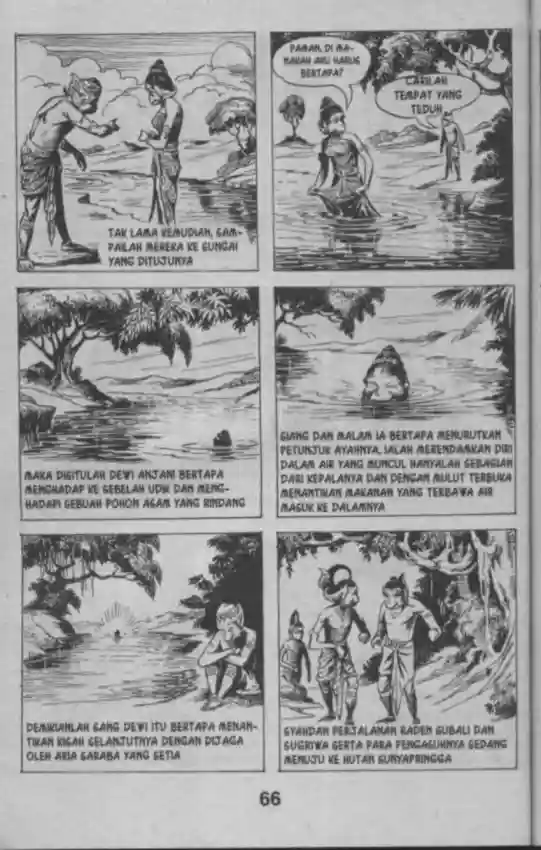 TAK LAMA KEMUDIAN, SAM-
PAILAH MEREKA KE SUNGAI
YANG DITUJUNYA
PAMAN, DI MA-
NAKAH AKU HARUS
BERTAPA?
CARILAH
TEMPAT YANG
TEDUH
MAKA DISITULAH DEWI ANJANI BERTAPA
MENGHADAP KE SEBELAH UDIK DAN MENG-
HADAPI SEBUAH POHON ASAM YANG RINDANG
SIANG DAN MALAM IA BERTAPA MENURUTKAN
PETUNJUK AYAHNYA, IALAH MERENDAMKAN DIRI
DALAM AIR YANG MUNCUL HANYALAH SEBAGIAN
DARI KEPALANYA DAN DENGAN MULUT TERBUKA
MENANTIKAN MAKANAN YANG TERBAWA AIR
MASUK KE DALAMNYA
DEMIKIANLAH SANG DEWI ITU BERTAPA MENAN-
TIKAN KISAH SELANJUTNYA DENGAN DIJAGA
OLEH ARIA SARABA YANG SETIA
SYAHDAN PERJALANAN RADEN SUBALI DAN
SUGRIWA SERTA PARA PENGASUHNYA SEDANG
MENUJU KE HUTAN SUNYAPRINGGA
66